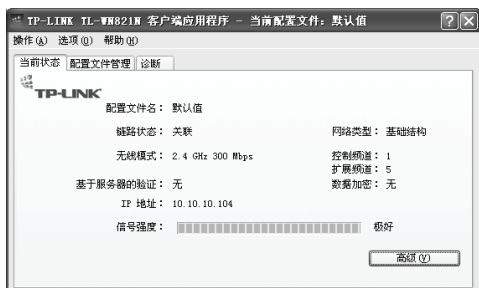 TP-LINK TL-WN821N 客户端应用程序 - 当前配置文件: 默认值
操作(A) 选项(O) 帮助(H)
当前状态 配置文件管理 诊断
TP-LINK
配置文件名: 默认值
链路状态: 关联 网络类型: 基础结构
无线模式: 2.4 GHz 300 Mbps 控制频道: 1
扩展频道: 5
基于服务器的验证: 无 数据加密: 无
IP 地址: 10.10.10.104
信号强度: 极好
高级(V)